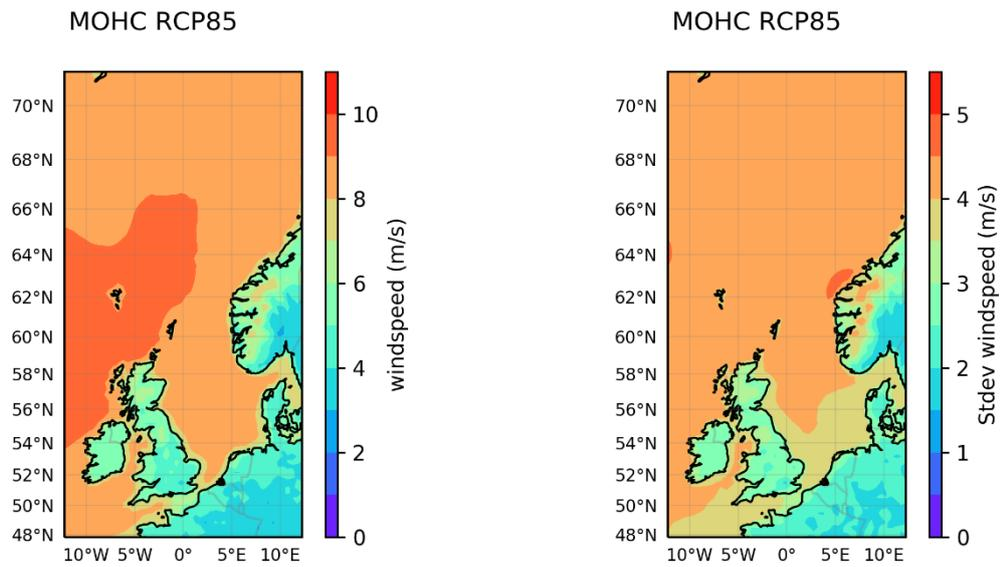 MOHC RCP85
70°N
68°N
66°N
64°N
62°N
60°N
58°N
56°N
54°N
52°N
50°N
48°N
10°W 5°W 0° 5°E 10°E
10
8
6
4
2
0
windspeed (m/s)
MOHC RCP85
70°N
68°N
66°N
64°N
62°N
60°N
58°N
56°N
54°N
52°N
50°N
48°N
10°W 5°W 0° 5°E 10°E
5
4
3
2
1
0
Stdev windspeed (m/s)